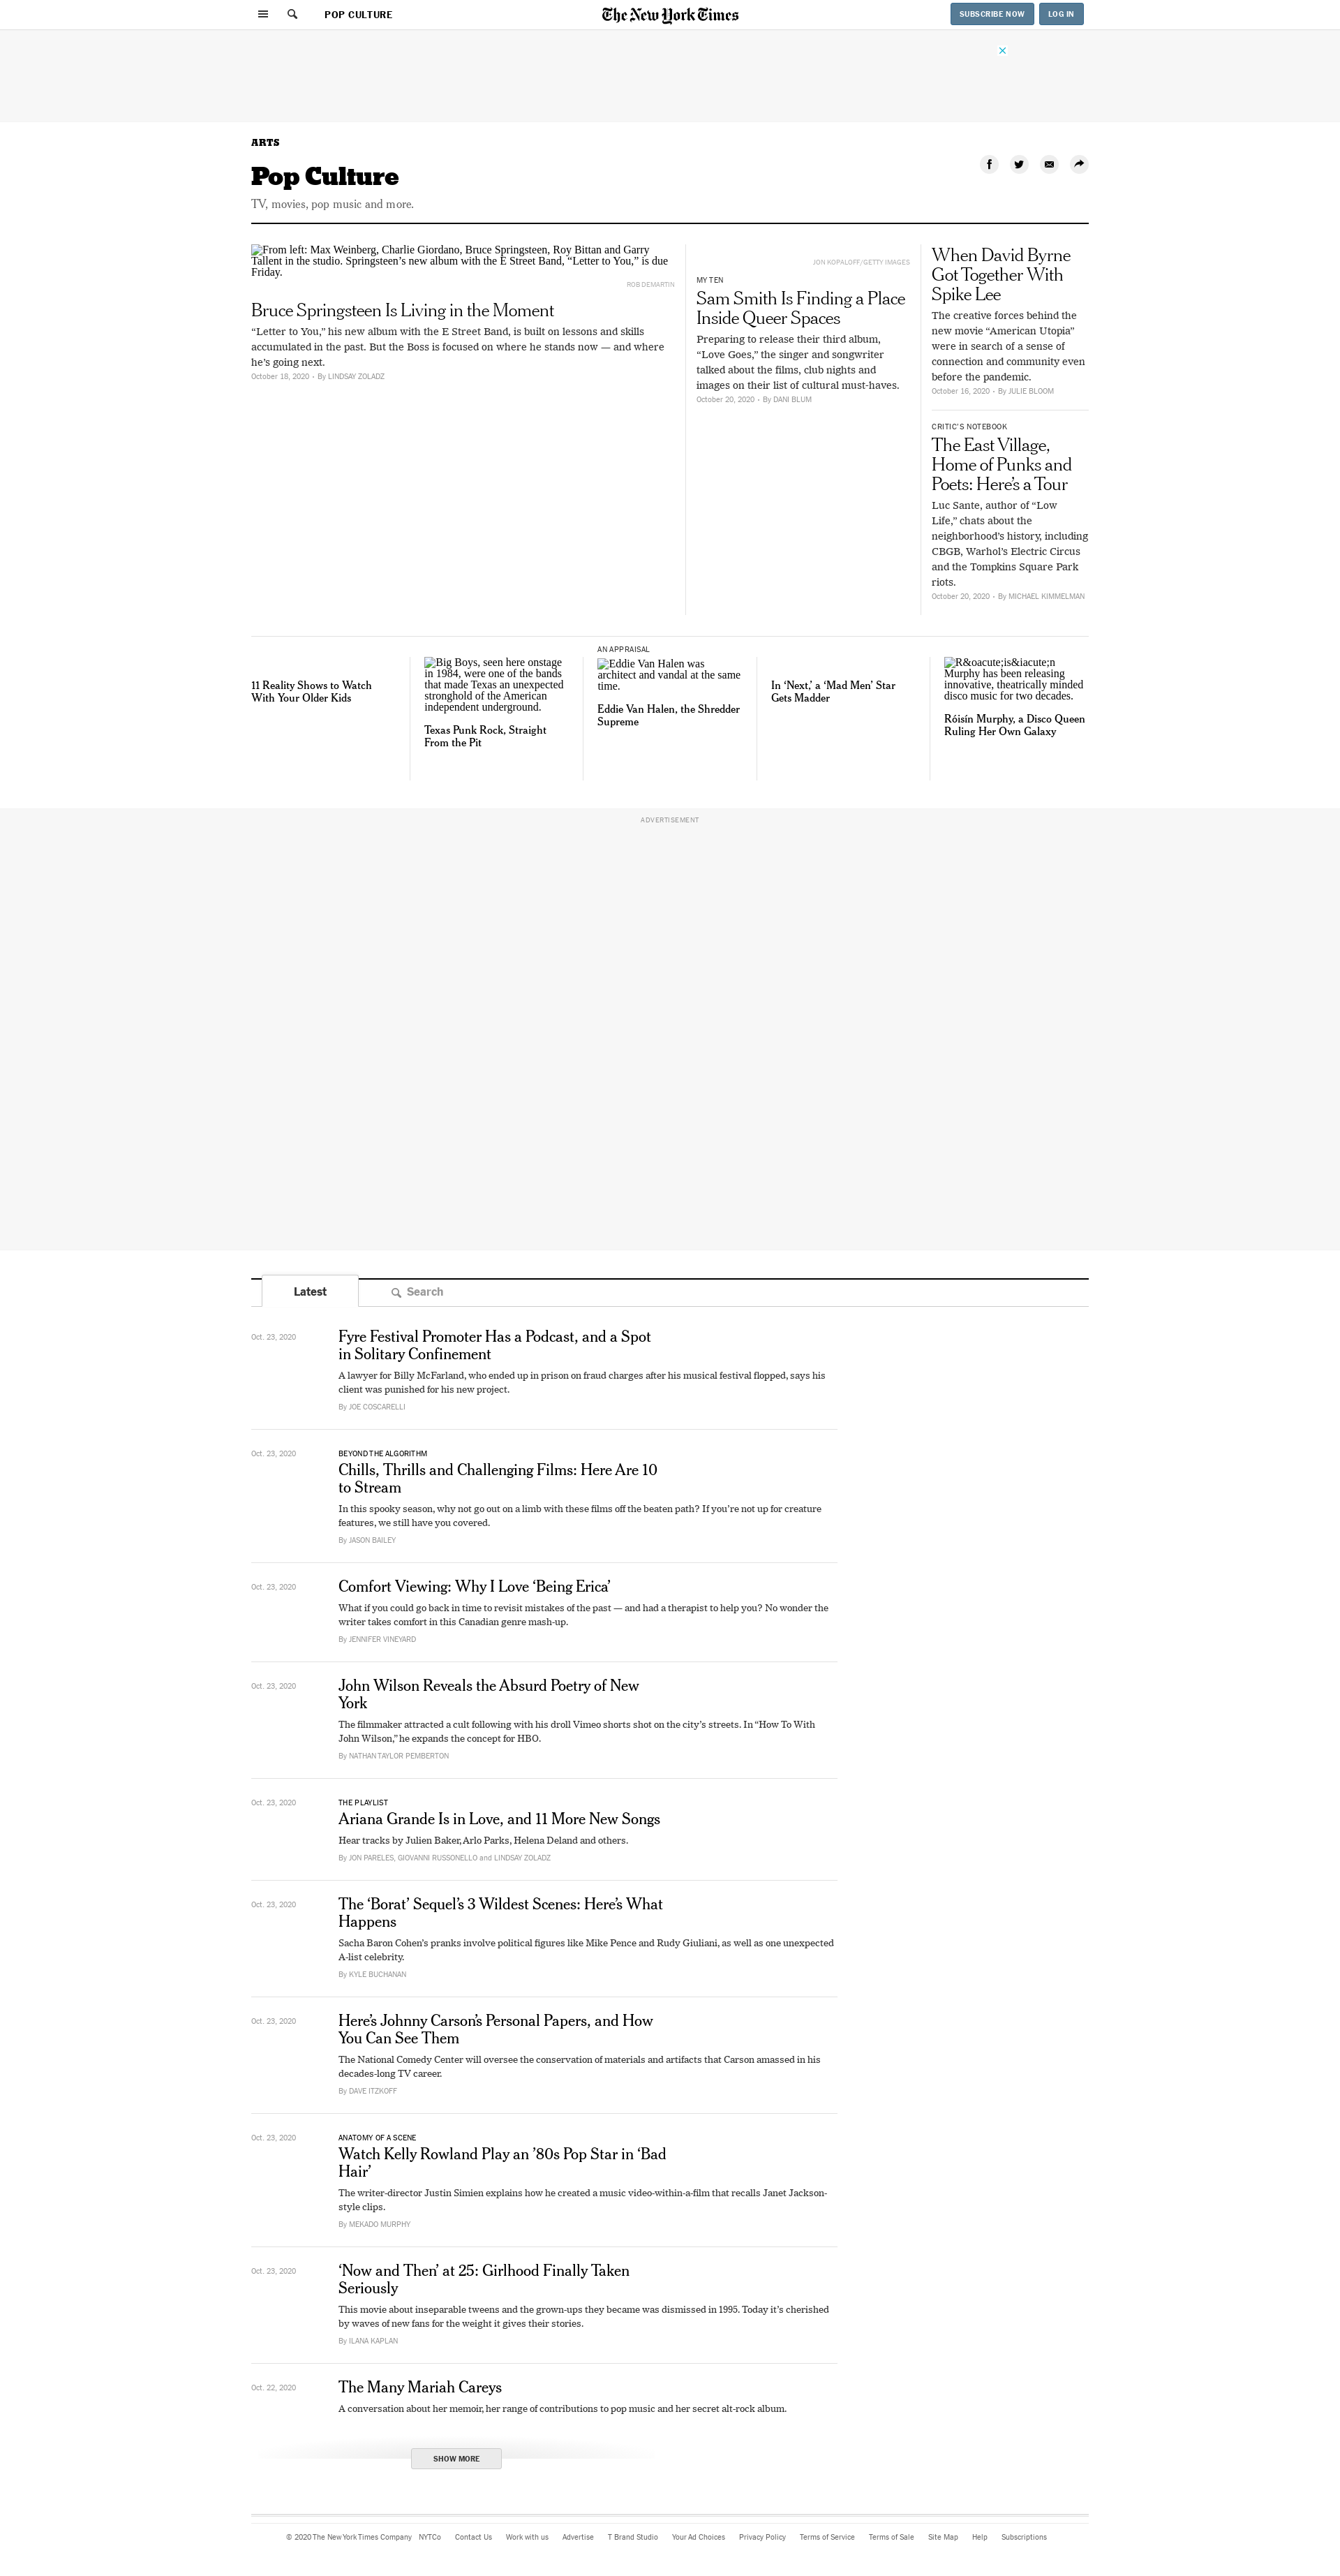 POP CULTURE
The New York Times
SUBSCRIBE NOW
LOG IN
ARTS
Pop Culture
TV, movies, pop music and more.
From left: Max Weinberg, Charlie Giordano, Bruce Springsteen, Roy Bittan and Garry
Tallent in the studio. Springsteen’s new album with the E Street Band, “Letter to You,” is due
Friday.
ROB DEMARTIN
Bruce Springsteen Is Living in the Moment
“Letter to You,” his new album with the E Street Band, is built on lessons and skills
accumulated in the past. But the Boss is focused on where he stands now — and where
he’s going next.
October 18, 2020 • By LINDSAY ZOLADZ
JON KOPALOFF/GETTY IMAGES
MY TEN
Sam Smith Is Finding a Place
Inside Queer Spaces
Preparing to release their third album,
“Love Goes,” the singer and songwriter
talked about the films, club nights and
images on their list of cultural must-haves.
October 20, 2020 • By DANI BLUM
When David Byrne
Got Together With
Spike Lee
The creative forces behind the
new movie “American Utopia”
were in search of a sense of
connection and community even
before the pandemic.
October 16, 2020 • By JULIE BLOOM
CRITIC’S NOTEBOOK
The East Village,
Home of Punks and
Poets: Here’s a Tour
Luc Sante, author of “Low
Life,” chats about the
neighborhood’s history, including
CBGB, Warhol’s Electric Circus
and the Tompkins Square Park
riots.
October 20, 2020 • By MICHAEL KIMMELMAN
11 Reality Shows to Watch
With Your Older Kids
Big Boys, seen here onstage
in 1984, were one of the bands
that made Texas an unexpected
stronghold of the American
independent underground.
Texas Punk Rock, Straight
From the Pit
AN APPRAISAL
Eddie Van Halen was
architect and vandal at the same
time.
Eddie Van Halen, the Shredder
Supreme
In ‘Next,’ a ‘Mad Men’ Star
Gets Madder
R&oacute;is&iacute;n
Murphy has been releasing
innovative, theatrically minded
disco music for two decades.
Róisín Murphy, a Disco Queen
Ruling Her Own Galaxy
ADVERTISEMENT
Latest
Search
Oct. 23, 2020
Fyre Festival Promoter Has a Podcast, and a Spot
in Solitary Confinement
A lawyer for Billy McFarland, who ended up in prison on fraud charges after his musical festival flopped, says his
client was punished for his new project.
By JOE COSCARELLI
Oct. 23, 2020
BEYOND THE ALGORITHM
Chills, Thrills and Challenging Films: Here Are 10
to Stream
In this spooky season, why not go out on a limb with these films off the beaten path? If you’re not up for creature
features, we still have you covered.
By JASON BAILEY
Oct. 23, 2020
Comfort Viewing: Why I Love ‘Being Erica’
What if you could go back in time to revisit mistakes of the past — and had a therapist to help you? No wonder the
writer takes comfort in this Canadian genre mash-up.
By JENNIFER VINEYARD
Oct. 23, 2020
John Wilson Reveals the Absurd Poetry of New
York
The filmmaker attracted a cult following with his droll Vimeo shorts shot on the city’s streets. In “How To With
John Wilson,” he expands the concept for HBO.
By NATHAN TAYLOR PEMBERTON
Oct. 23, 2020
THE PLAYLIST
Ariana Grande Is in Love, and 11 More New Songs
Hear tracks by Julien Baker, Arlo Parks, Helena Deland and others.
By JON PARELES, GIOVANNI RUSSONELLO and LINDSAY ZOLADZ
Oct. 23, 2020
The ‘Borat’ Sequel’s 3 Wildest Scenes: Here’s What
Happens
Sacha Baron Cohen’s pranks involve political figures like Mike Pence and Rudy Giuliani, as well as one unexpected
A-list celebrity.
By KYLE BUCHANAN
Oct. 23, 2020
Here’s Johnny Carson’s Personal Papers, and How
You Can See Them
The National Comedy Center will oversee the conservation of materials and artifacts that Carson amassed in his
decades-long TV career.
By DAVE ITZKOFF
Oct. 23, 2020
ANATOMY OF A SCENE
Watch Kelly Rowland Play an ’80s Pop Star in ‘Bad
Hair’
The writer-director Justin Simien explains how he created a music video-within-a-film that recalls Janet Jackson-
style clips.
By MEKADO MURPHY
Oct. 23, 2020
‘Now and Then’ at 25: Girlhood Finally Taken
Seriously
This movie about inseparable tweens and the grown-ups they became was dismissed in 1995. Today it’s cherished
by waves of new fans for the weight it gives their stories.
By ILANA KAPLAN
Oct. 22, 2020
The Many Mariah Careys
A conversation about her memoir, her range of contributions to pop music and her secret alt-rock album.
SHOW MORE
© 2020 The New York Times Company NYTCo Contact Us Work with us Advertise T Brand Studio Your Ad Choices Privacy Policy Terms of Service Terms of Sale Site Map Help Subscriptions